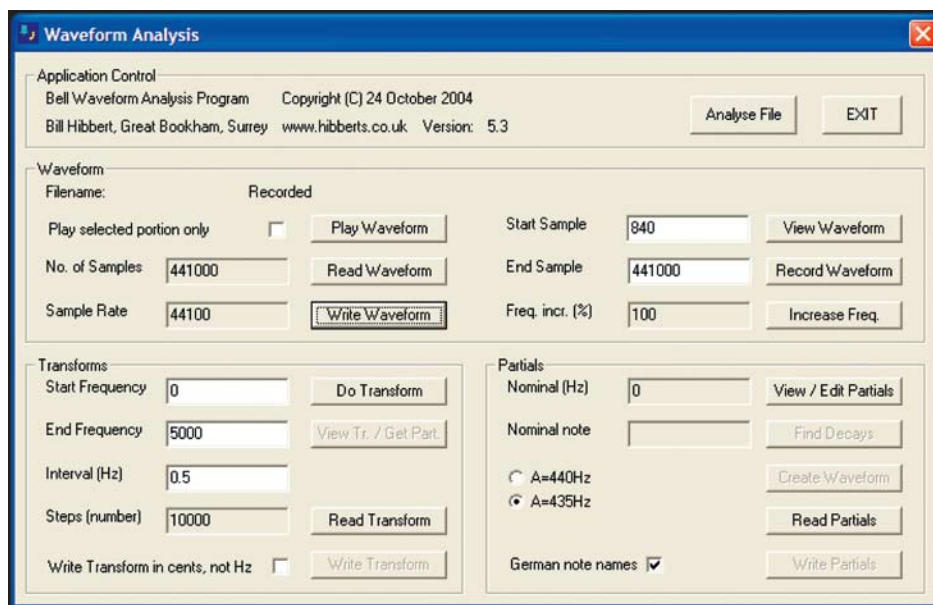 Waveform Analysis
Application Control
Bell Waveform Analysis Program Copyright (C) 24 October 2004
Bill Hibbert, Great Bookham, Surrey www.hibberts.co.uk Version: 5.3
Analyse File EXIT
Waveform
Filename: Recorded
Play selected portion only Play Waveform Start Sample 840 View Waveform
No. of Samples 441000 Read Waveform End Sample 441000 Record Waveform
Sample Rate 44100 Write Waveform Freq. incr. (%) 100 Increase Freq.
Transforms
Start Frequency 0 Do Transform
End Frequency 5000 View Tr. / Get Part.
Interval (Hz) 0.5
Steps (number) 10000 Read Transform
Write Transform in cents, not Hz Write Transform
Partials
Nominal (Hz) 0 View / Edit Partials
Nominal note Find Decays
A=440Hz Create Waveform
A=435Hz
Read Partials
German note names Write Partials